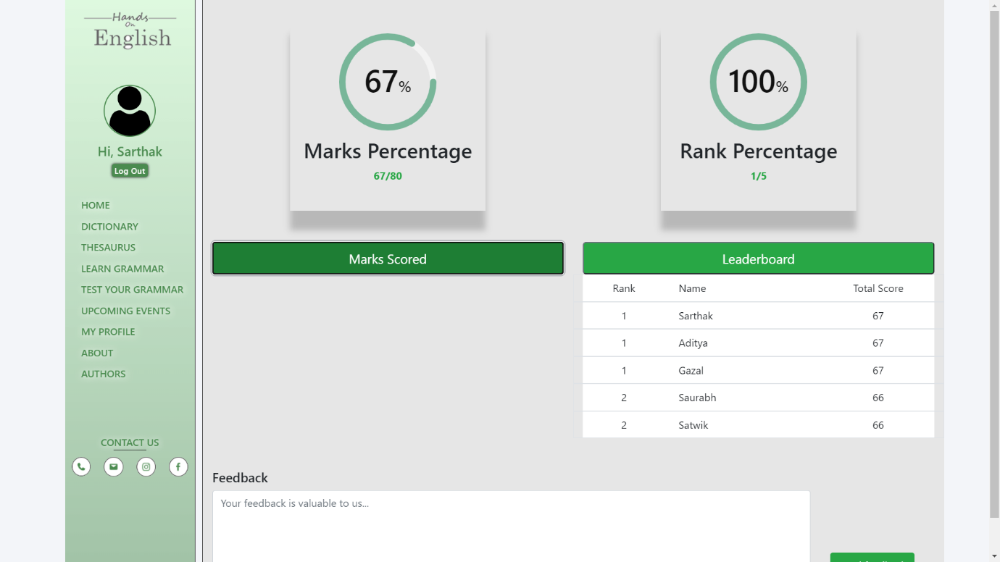 Hands
On
English
Hi, Sarthak
Log Out
HOME
DICTIONARY
THESAURUS
LEARN GRAMMAR
TEST YOUR GRAMMAR
UPCOMING EVENTS
MY PROFILE
ABOUT
AUTHORS
CONTACT US
67%
Marks Percentage
67/80
100%
Rank Percentage
1/5
Marks Scored
Leaderboard
Rank Name Total Score
1 Sarthak 67
1 Aditya 67
1 Gazal 67
2 Saurabh 66
2 Satwik 66
Feedback
Your feedback is valuable to us...